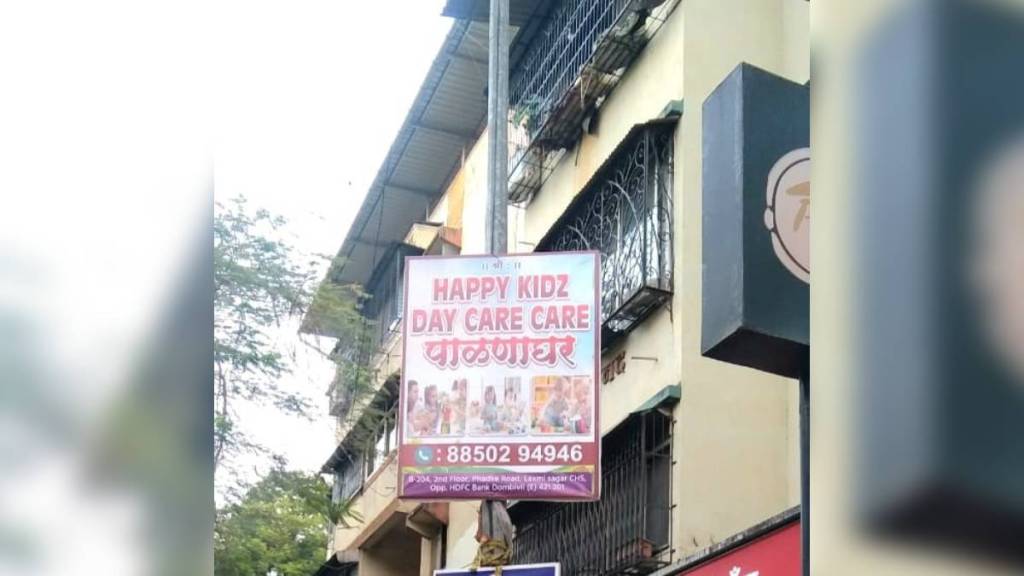 || श्री : ||
HAPPY KIDZ
DAY CARE CARE
पाळणाघर
: 88502 94946
B-204, 2nd Floor, Phadke Road, Laxmi sagar CHS,
Opp. HDFC Bank Dombivli (E) 421 201